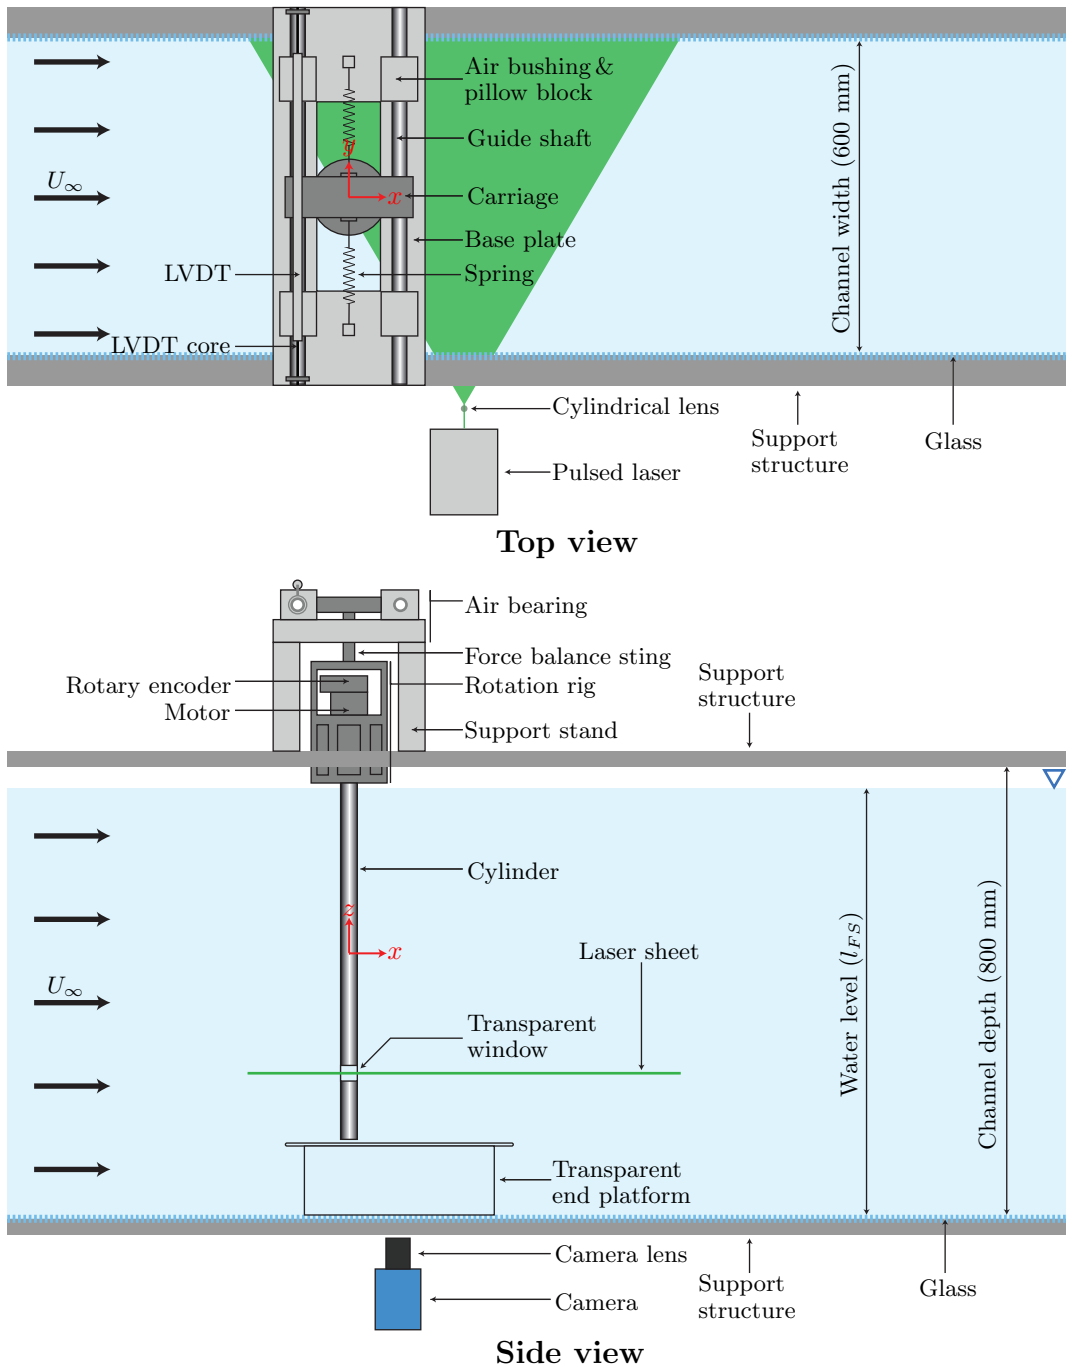 Air bushing &
pillow block
Guide shaft
y
U∞
x
Carriage
Base plate
LVDT
Spring
LVDT core
Channel width (600 mm)
Cylindrical lens
Support
structure
Glass
Pulsed laser
Top view
Air bearing
Force balance sting
Rotary encoder
Rotation rig
Motor
Support stand
Support
structure
Cylinder
z
x
U∞
Laser sheet
Transparent
window
Water level (lFS)
Channel depth (800 mm)
Transparent
end platform
Camera lens
Camera
Support
structure
Glass
Side view